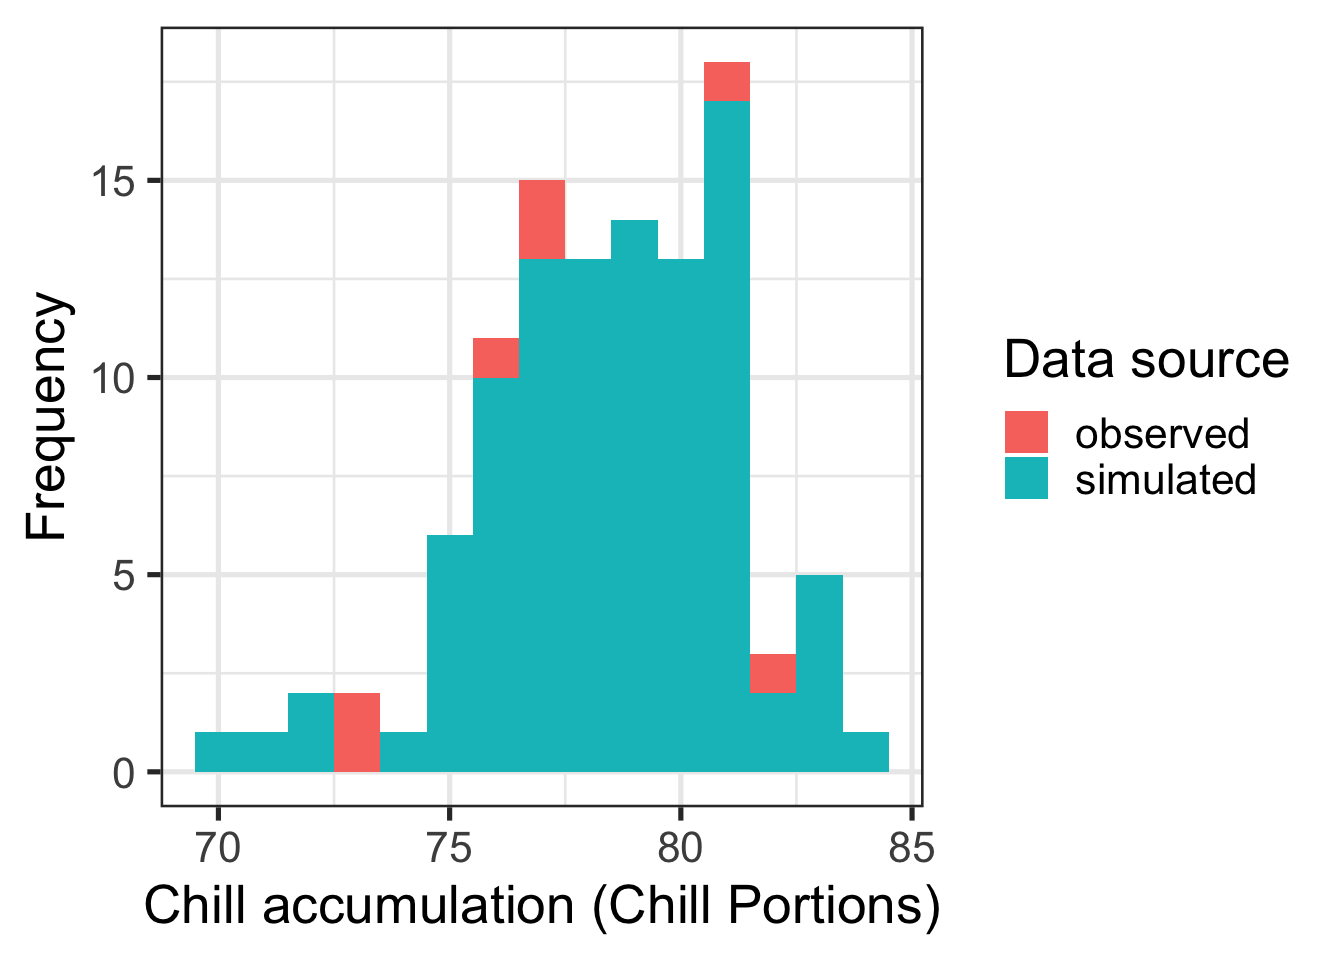 Frequency
15
10
5
0
70 75 80 85
Chill accumulation (Chill Portions)
Data source
observed
simulated